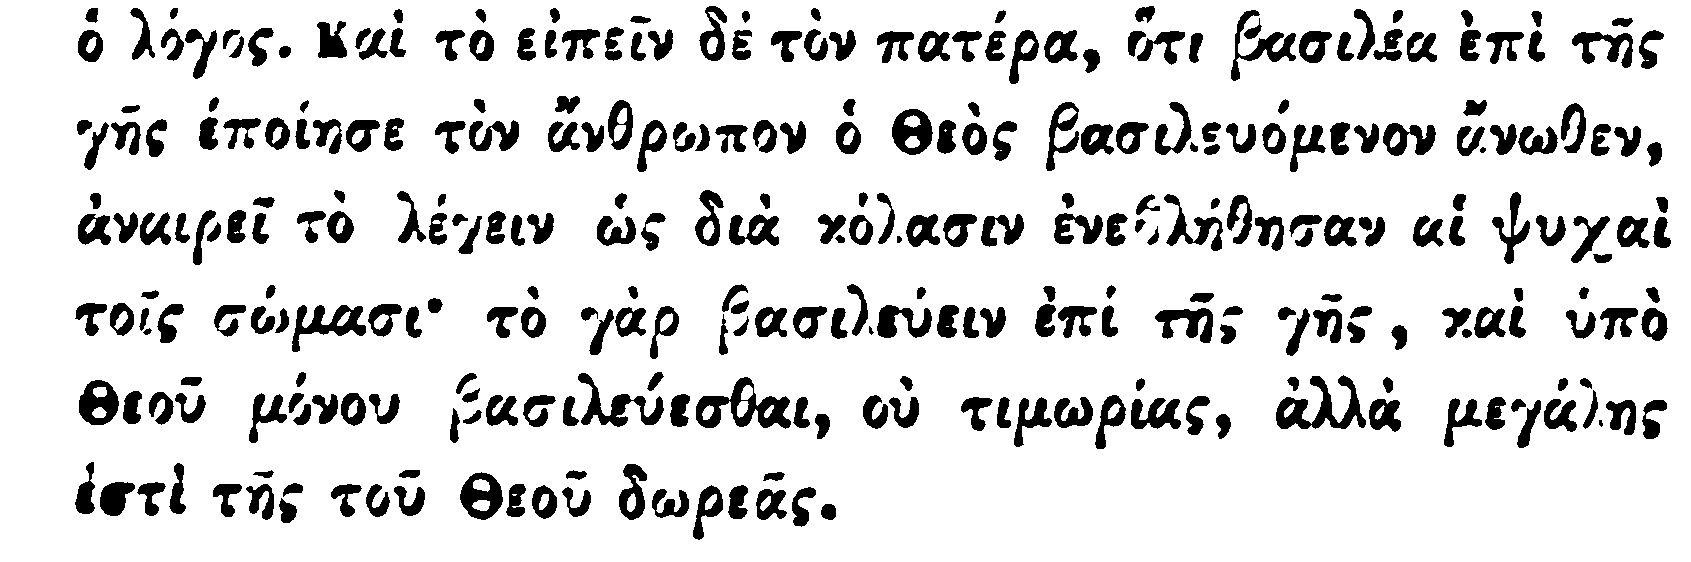 ὁ λόγος. Καὶ τὸ εἰπεῖν δὲ τὸν πατέρα, ὅτι βασιλέα ἐπὶ τῆς
γῆς ἐποίησε τὸν ἄνθρωπον ὁ Θεὸς βασιλευόμενον ἄνωθεν,
ἀναιρεῖ τὸ λέγειν ὡς διὰ κόλασιν ἐνεβλήθησαν αἱ ψυχαὶ
τοῖς σώμασι· τὸ γὰρ βασιλεύειν ἐπὶ τῆς γῆς, καὶ ὑπὸ
Θεοῦ μόνου βασιλεύεσθαι, οὐ τιμωρίας, ἀλλὰ μεγάλης
ἐστὶ τῆς τοῦ Θεοῦ δωρεᾶς.